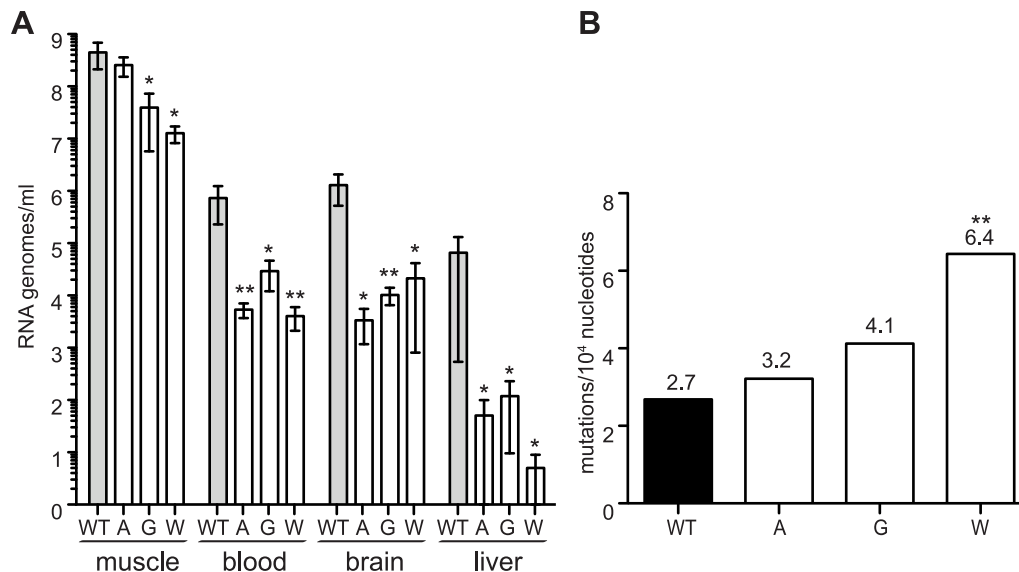 A
B
RNA genomes/ml
9
8
7
6
5
4
3
2
1
0
* *
** * **
* ** *
* * *
WT A G W WT A G W WT A G W WT A G W
muscle blood brain liver
mutations/10⁴ nucleotides
8
6
4
2
0
2.7
3.2
4.1
**
6.4
WT A G W